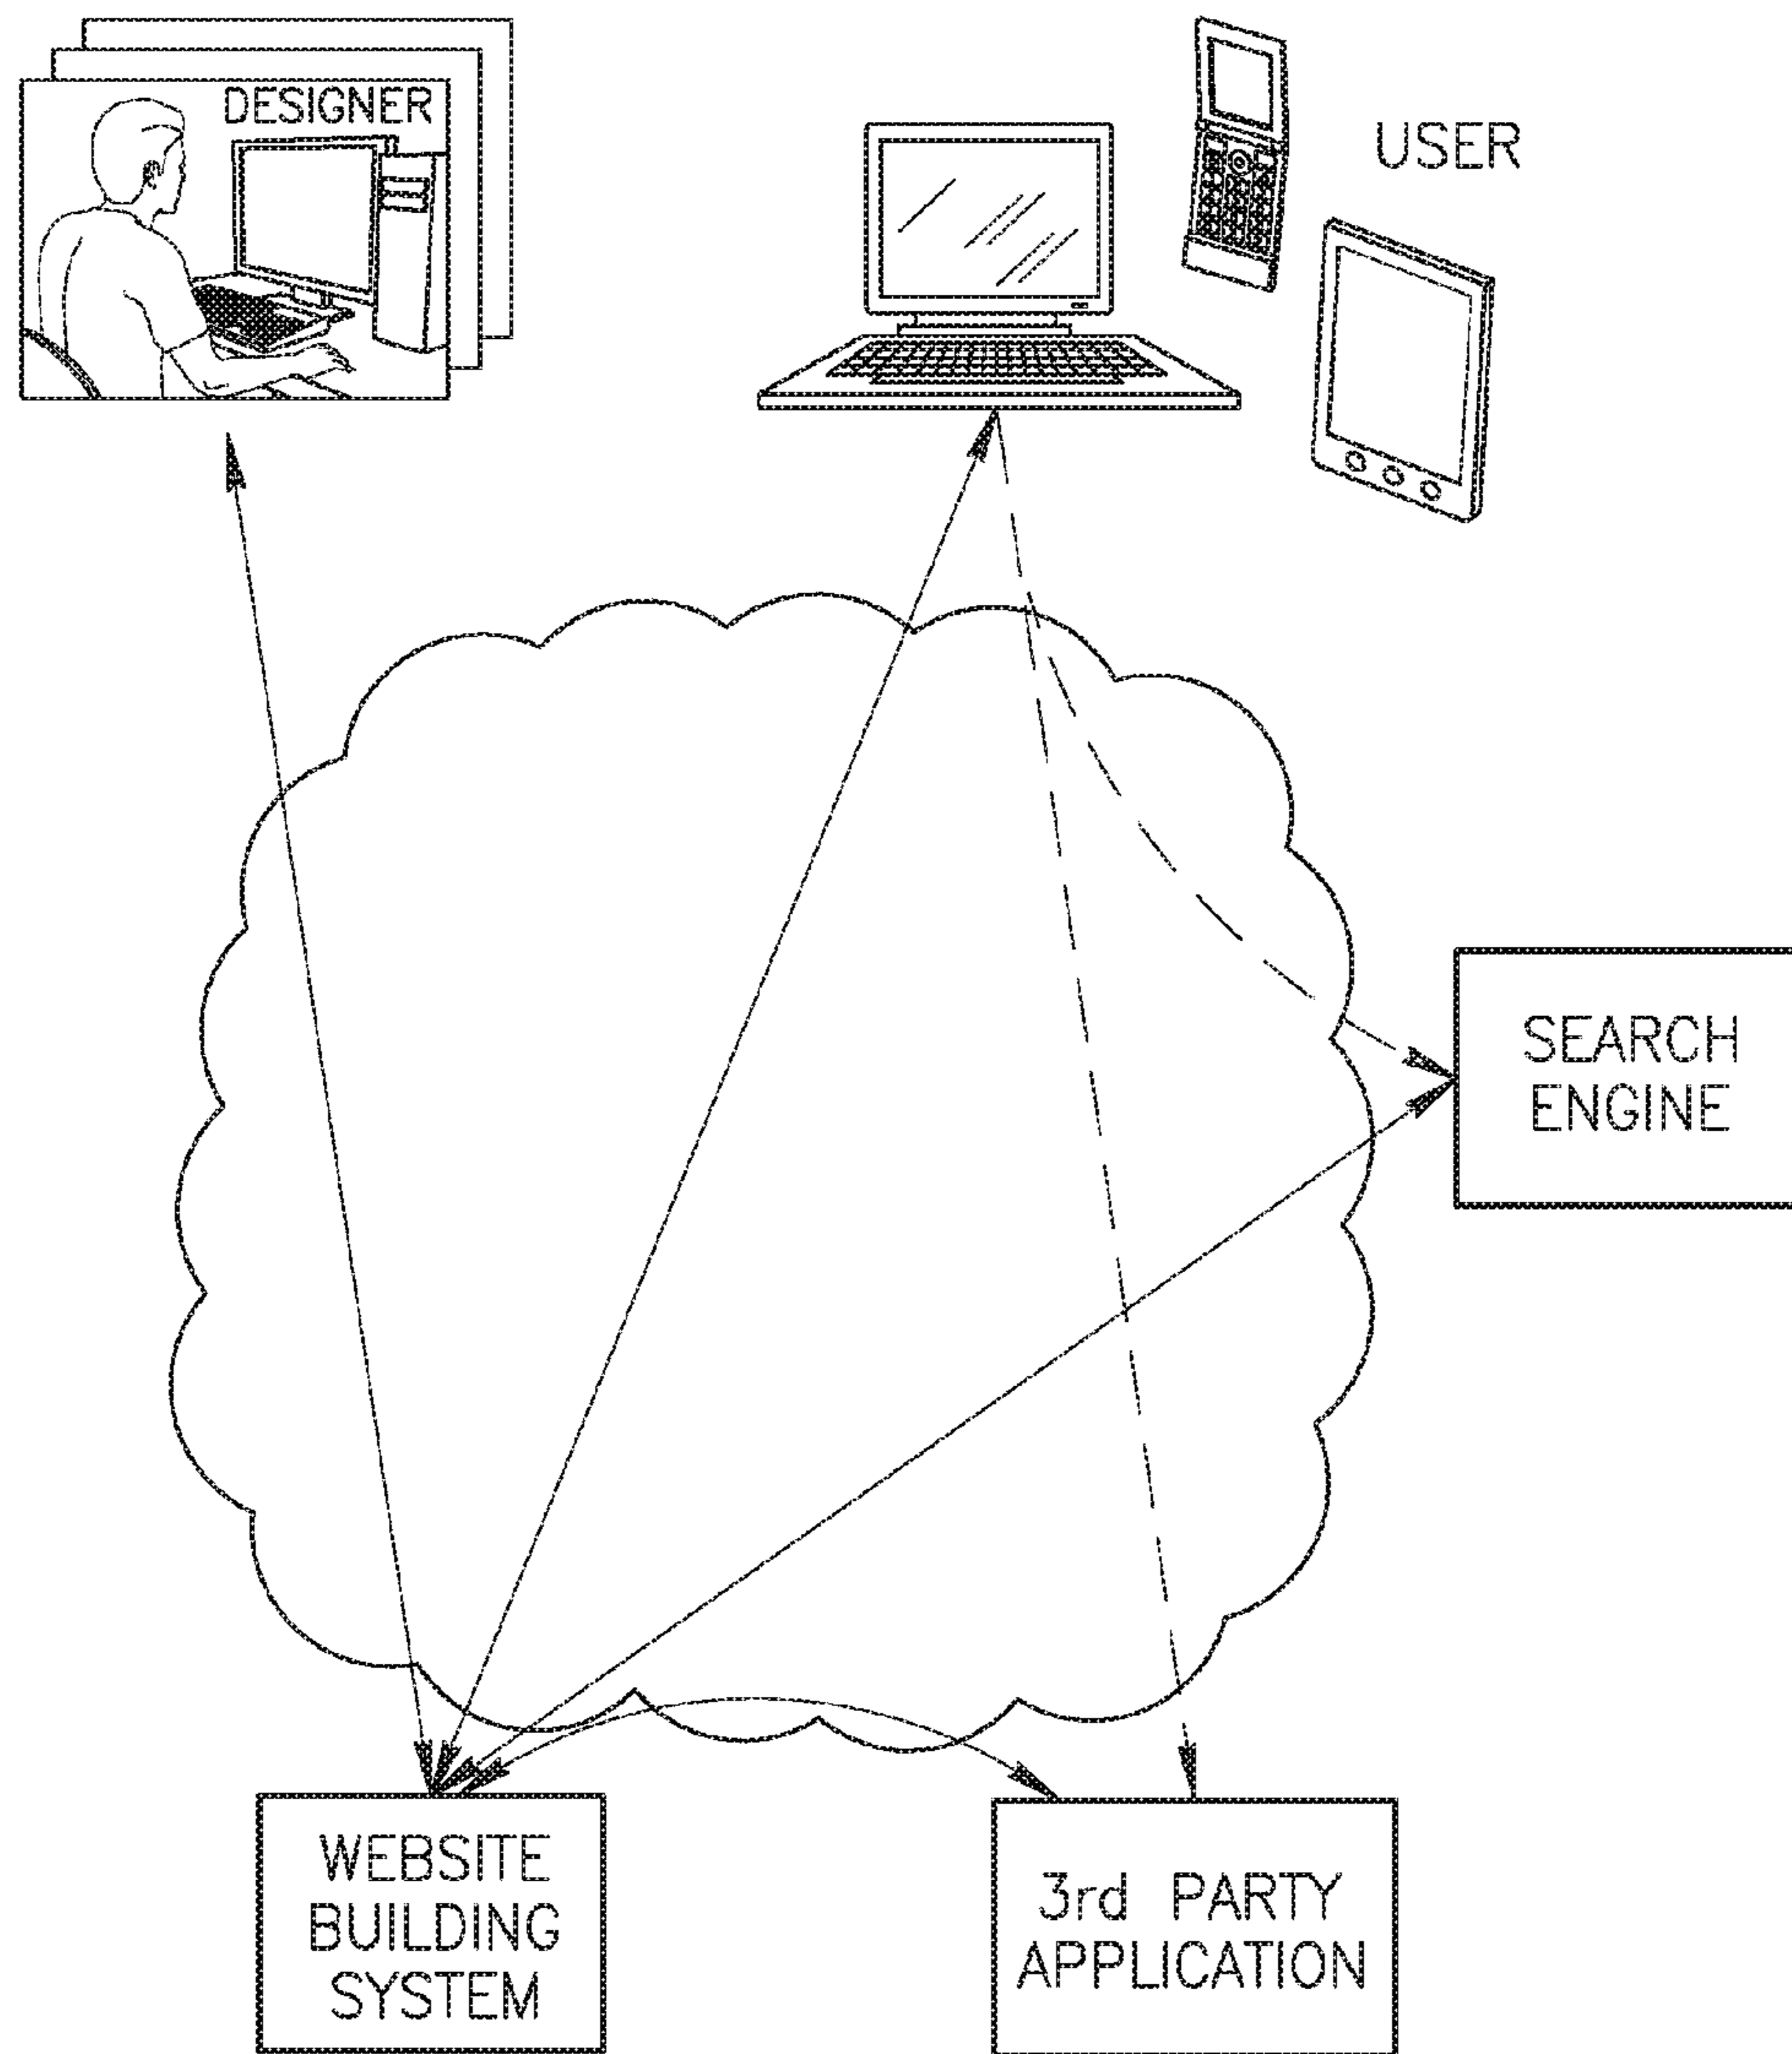 DESIGNER
USER
SEARCH
ENGINE
WEBSITE
BUILDING
SYSTEM
3rd PARTY
APPLICATION